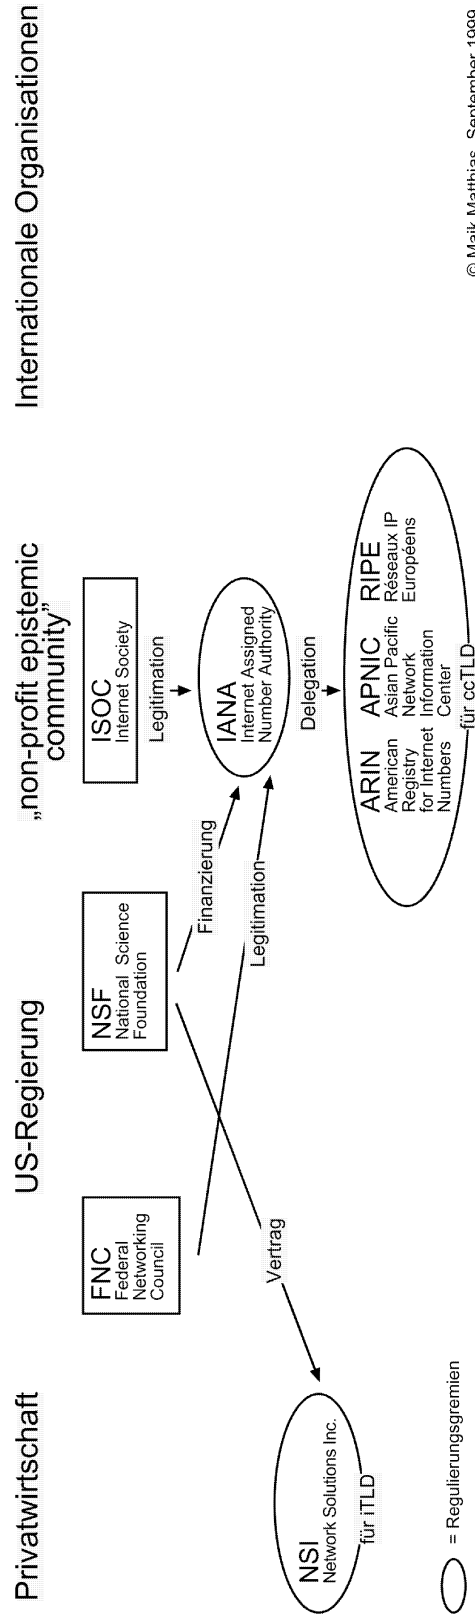 Privatwirtschaft
US-Regierung
„non-profit epistemic
community”
Internationale Organisationen
FNC
Federal
Networking
Council
NSF
National Science
Foundation
ISOC
Internet Society
Legitimation
Finanzierung
Legitimation
Vertrag
IANA
Internet Assigned
Number Authority
Delegation
NSI
Network Solutions Inc.
für iTLD
ARIN
American
Registry
for Internet
Numbers
APNIC
Asian Pacific
Network
Information
Center
RIPE
Réseaux IP
Européens
für ccTLD
= Regulierungsgremien
© Maik Matthias, September 1999